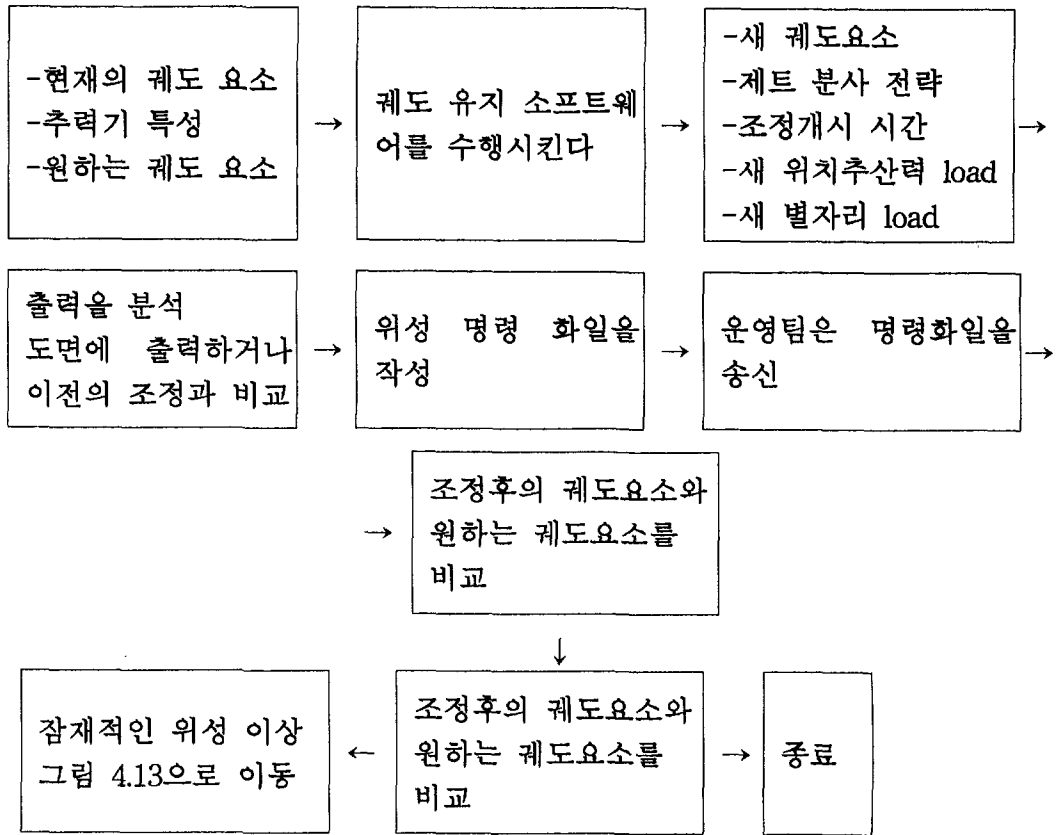 -현재의 궤도 요소
-추력기 특성
-원하는 궤도 요소
→
궤도 유지 소프트웨
어를 수행시킨다
→
-새 궤도요소
-제트 분사 전략
-조정개시 시간
-새 위치추산력 load
-새 별자리 load
→
출력을 분석
도면에 출력하거나
이전의 조정과 비교
→
위성 명령 화일을
작성
→
운영팀은 명령화일을
송신
→
→
조정후의 궤도요소와
원하는 궤도요소를
비교
↓
잠재적인 위성 이상
그림 4.13으로 이동
←
조정후의 궤도요소와
원하는 궤도요소를
비교
→
종료